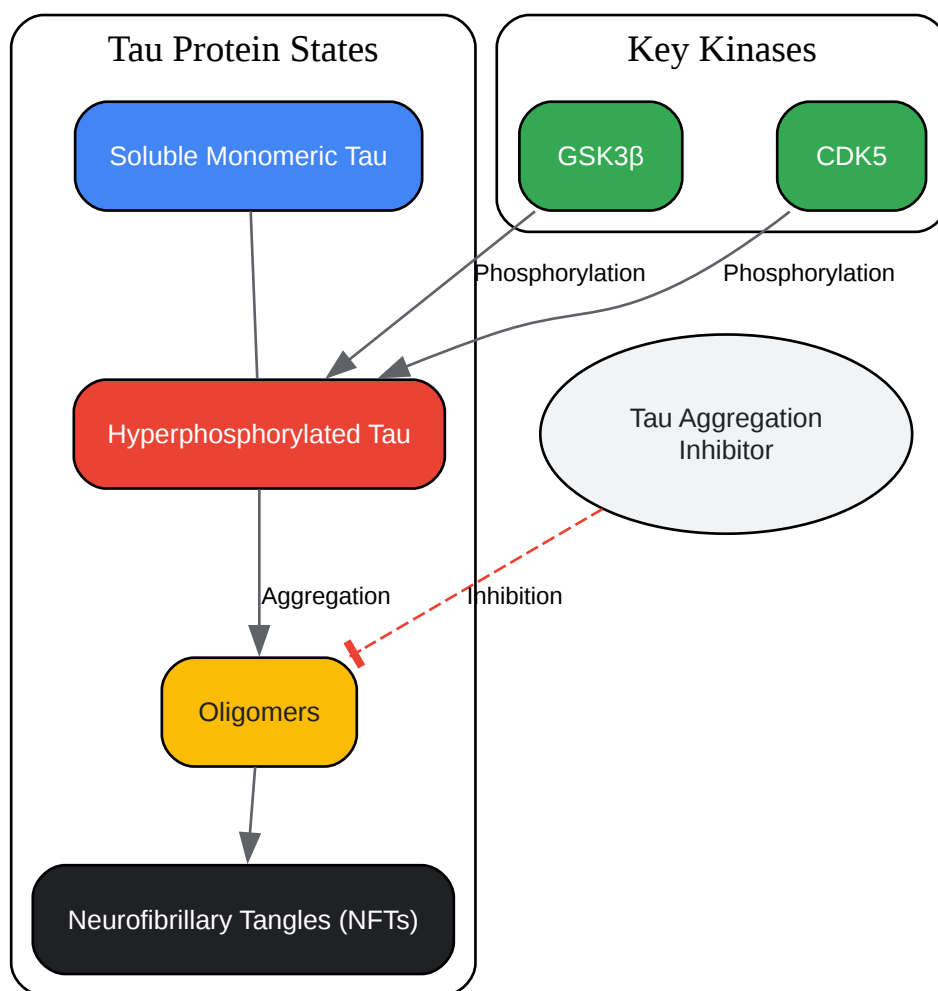 Tau Protein States
Key Kinases
Soluble Monomeric Tau
GSK3β
CDK5
Phosphorylation
Phosphorylation
Hyperphosphorylated Tau
Tau Aggregation
Inhibitor
Aggregation
Inhibition
Oligomers
Neurofibrillary Tangles (NFTs)